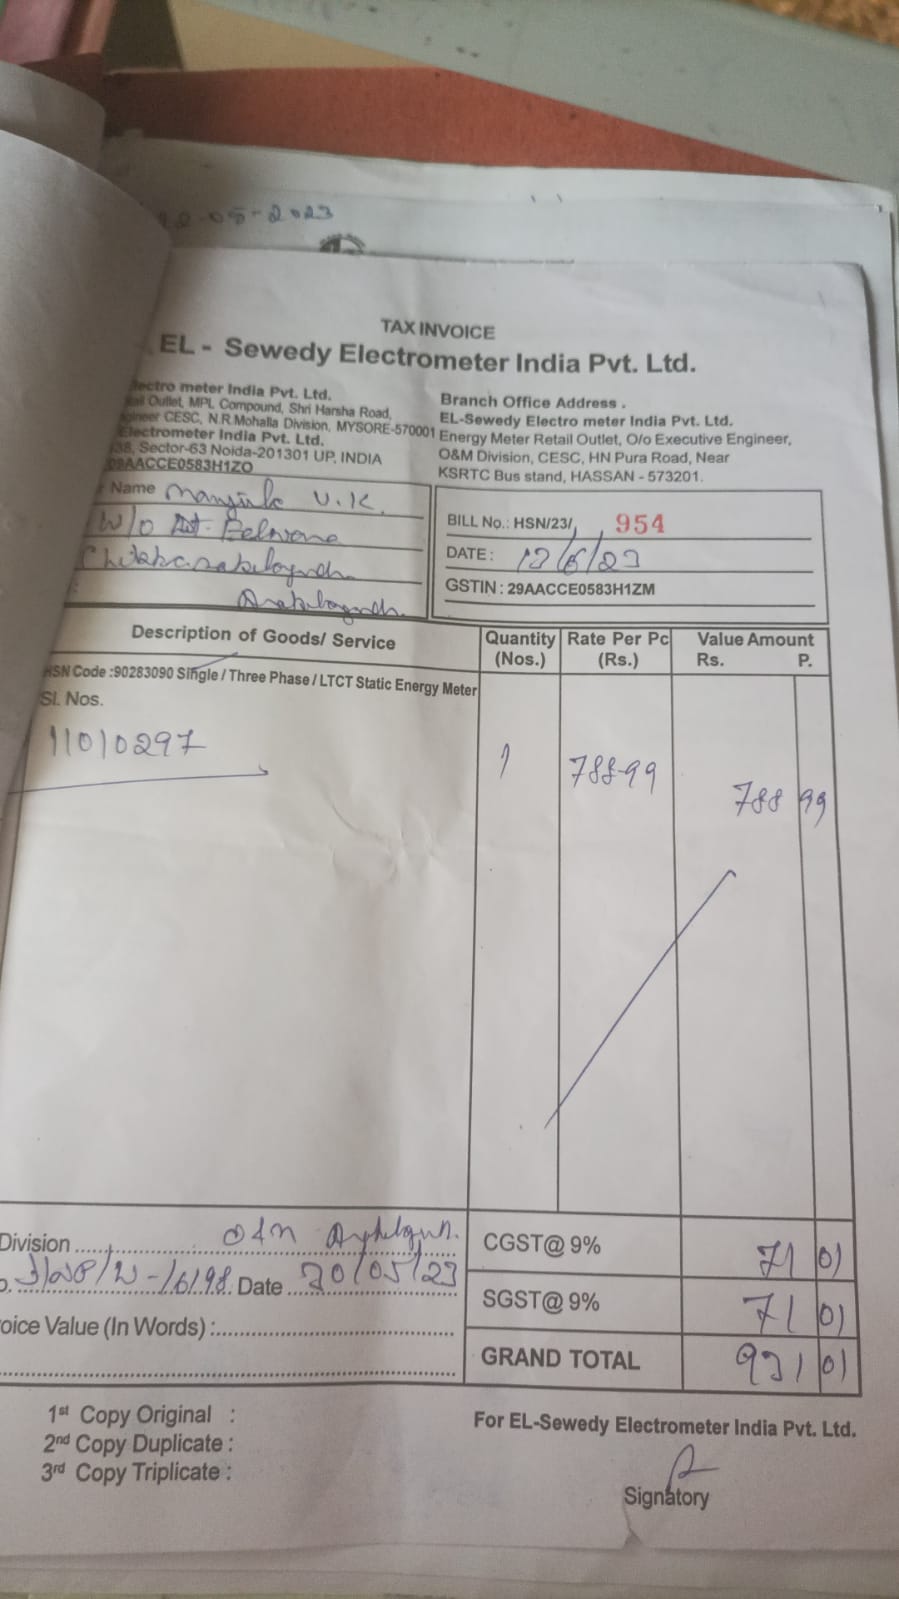 22-05-2023
TAX INVOICE
EL - Sewedy Electrometer India Pvt. Ltd.
lectro meter India Pvt. Ltd.
Outlet, MPL Compound, Shri Harsha Road,
gineer CESC, N.R.Mohalla Division, MYSORE-570001
Electrometer India Pvt. Ltd.
Sector-63 Noida-201301 UP, INDIA
09AACCE0583H1ZO
Branch Office Address .
EL-Sewedy Electro meter India Pvt. Ltd.
Energy Meter Retail Outlet, O/o Executive Engineer,
O&M Division, CESC, HN Pura Road, Near
KSRTC Bus stand, HASSAN - 573201.
Name Manjula V.K.
W/o
BILL No.: HSN/23/, 954
DATE : 12/6/23
GSTIN : 29AACCE0583H1ZM
Description of Goods/ Service
Quantity (Nos.)
Rate Per Pc (Rs.)
Value Amount
Rs. P.
HSN Code :90283090 Single / Three Phase / LTCT Static Energy Meter
Sl. Nos.
11010297 1 788-99 788 99
Division O&M
Date 20/05/23
oice Value (In Words) :
CGST@ 9% 71 01
SGST@ 9% 71 01
GRAND TOTAL 931 01
1st Copy Original :
2nd Copy Duplicate :
3rd Copy Triplicate :
For EL-Sewedy Electrometer India Pvt. Ltd.
Signatory